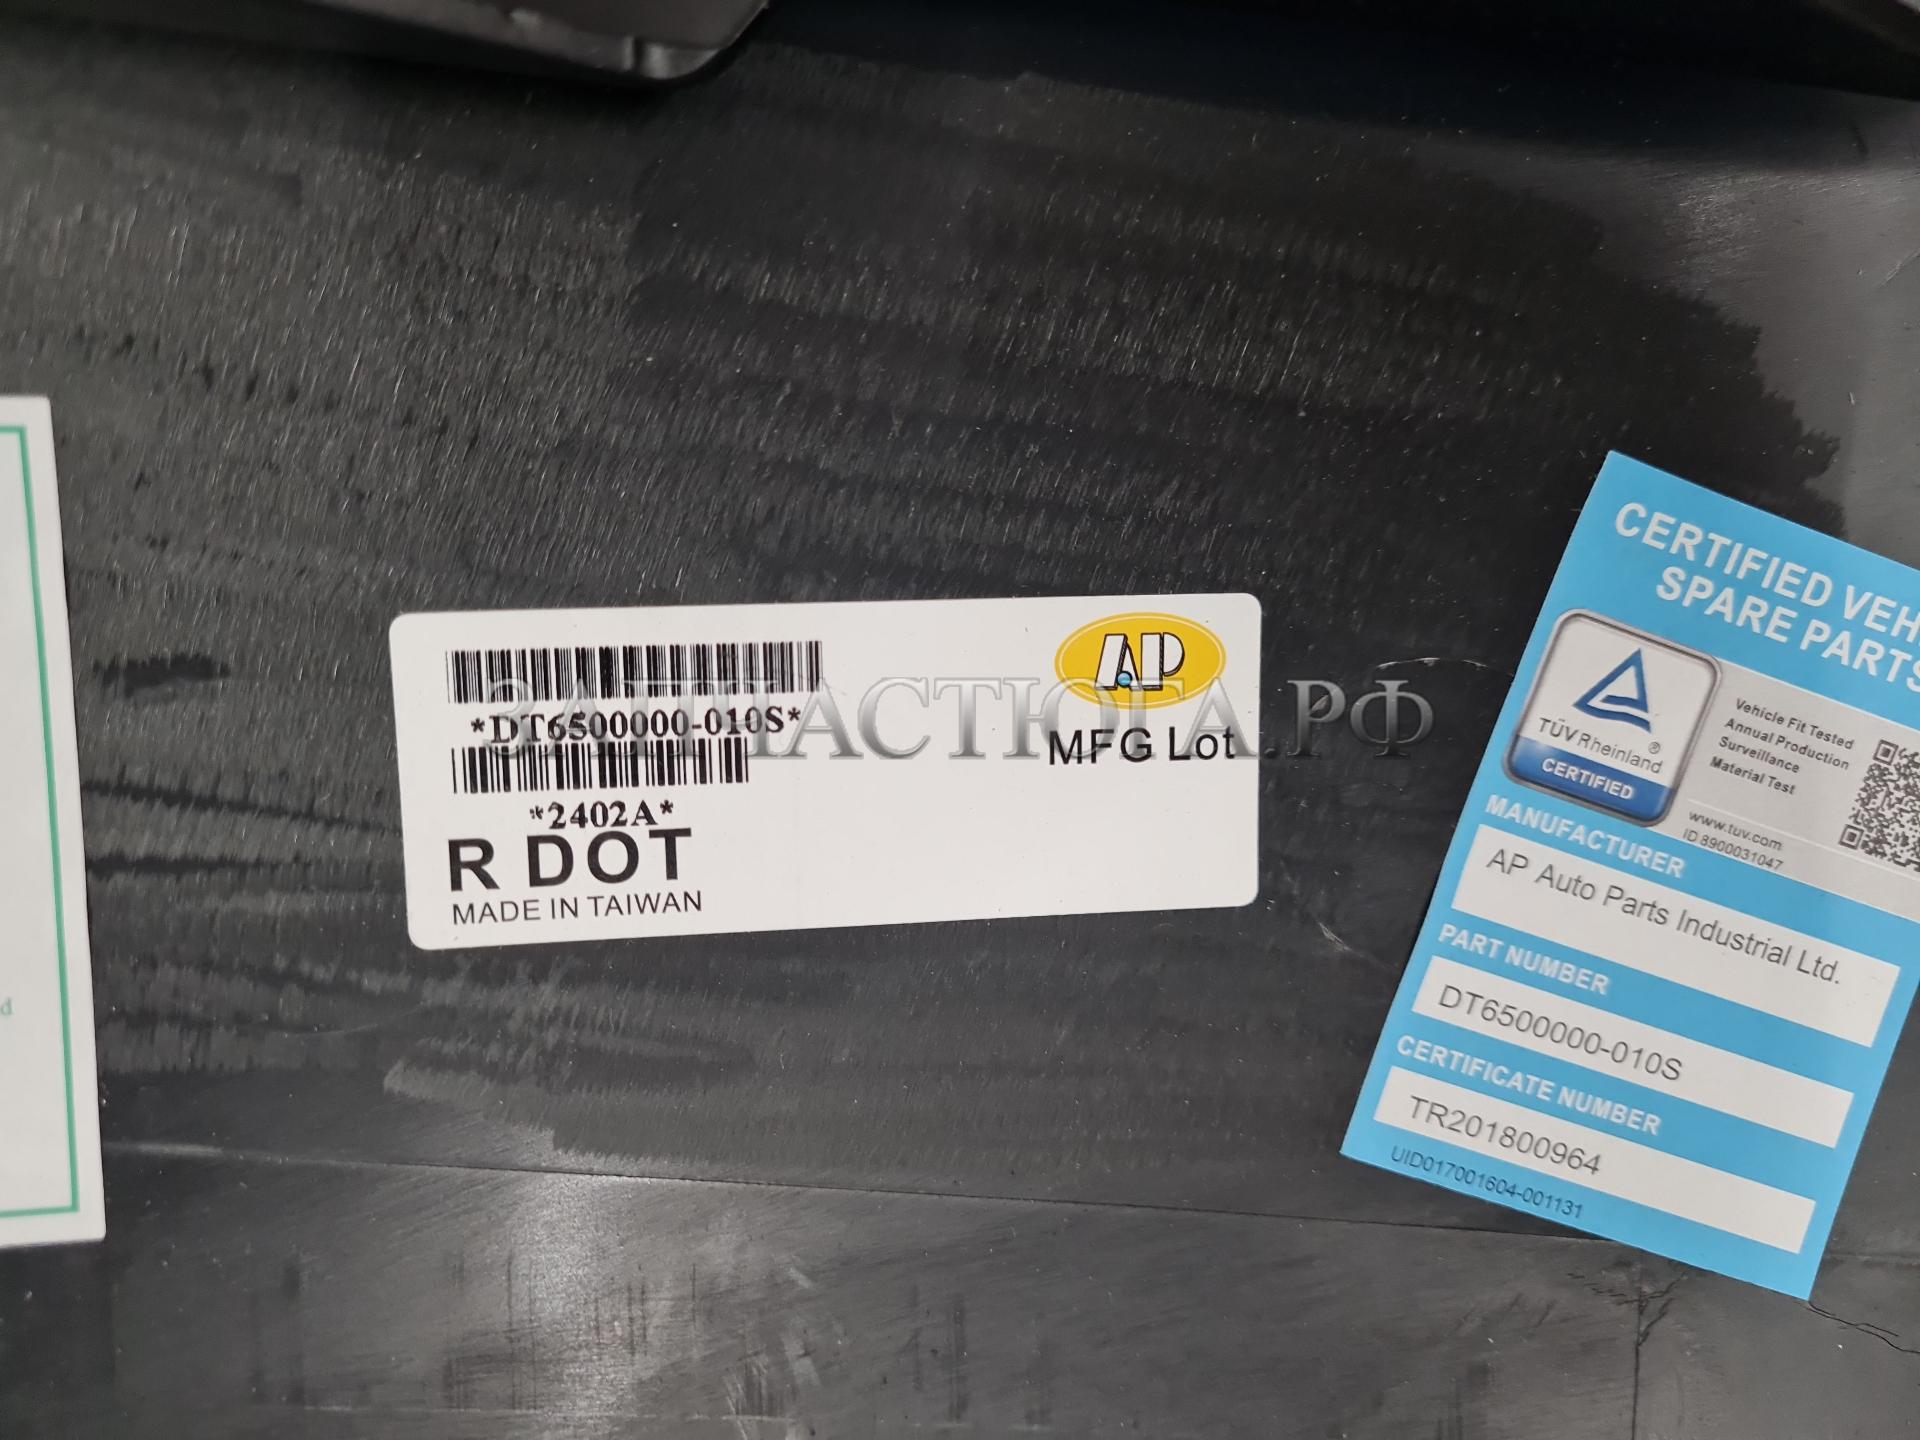 d
*DT6500000-010S*
*2402A*
R DOT
MADE IN TAIWAN
AP
MFG Lot
ЗАПЧАСТЮГА.РФ
CERTIFIED VEH
SPARE PARTS
TÜVRheinland®
CERTIFIED
Vehicle Fit Tested
Annual Production
Surveillance
Material Test
www.tuv.com
ID 8900031047
MANUFACTURER
AP Auto Parts Industrial Ltd.
PART NUMBER
DT6500000-010S
CERTIFICATE NUMBER
TR201800964
UID017001604-001131